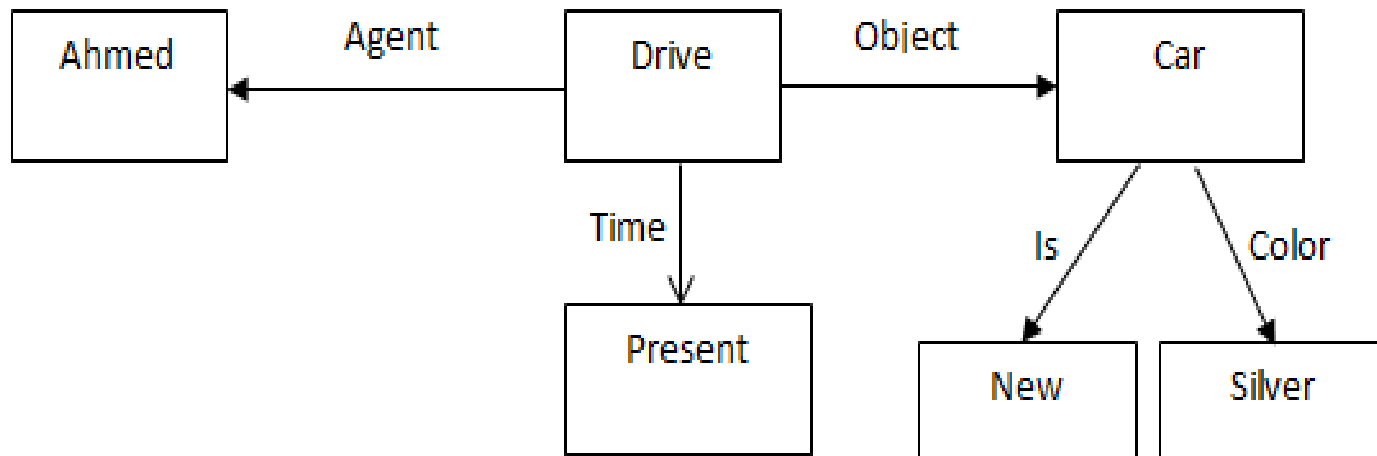 Ahmed
Agent
Drive
Object
Car
Time
Is
Color
Present
New
Silver